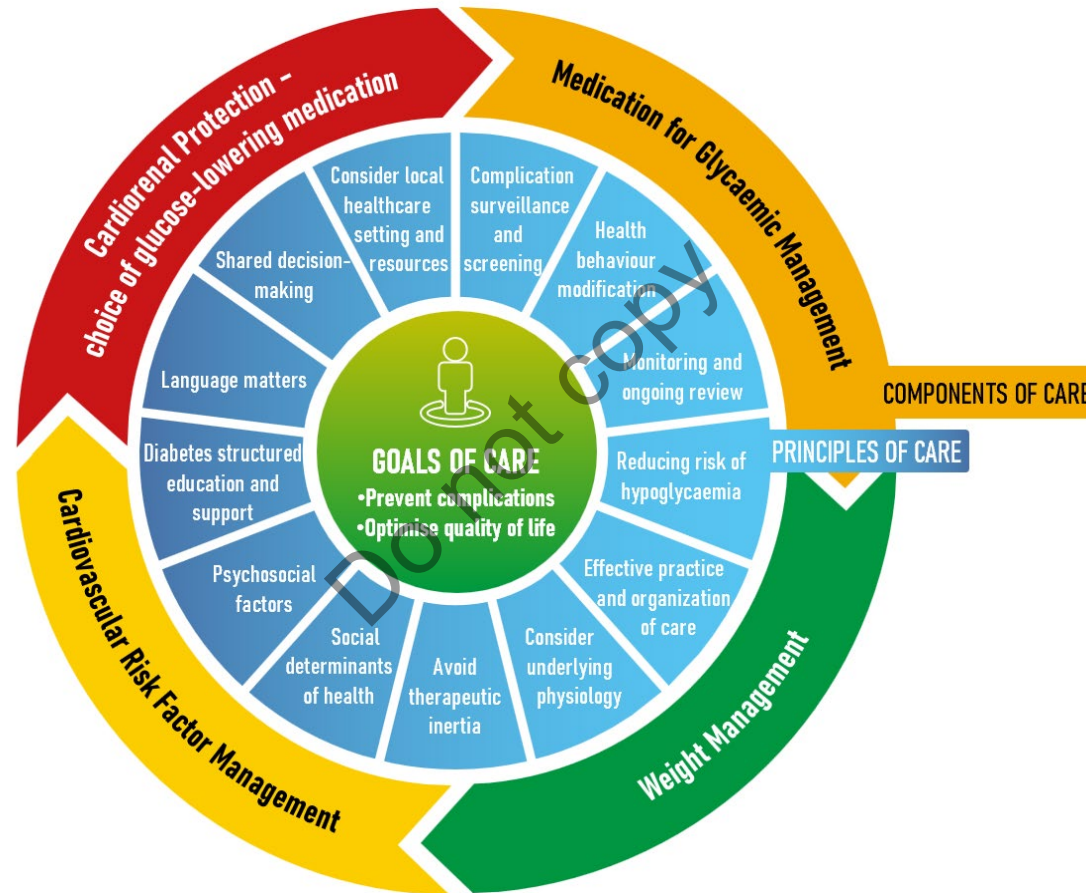 Cardiorenal Protection –
choice of glucose-lowering medication
Medication for Glycaemic Management
Weight Management
Cardiovascular Risk Factor Management
COMPONENTS OF CARE
PRINCIPLES OF CARE
Consider local
healthcare
setting and
resources
Complication
surveillance
and
screening
Health
behaviour
modification
Monitoring and
ongoing review
Reducing risk of
hypoglycaemia
Effective practice
and organization
of care
Consider
underlying
physiology
Avoid
therapeutic
inertia
Social
determinants
of health
Psychosocial
factors
Diabetes structured
education and
support
Language matters
Shared decision-
making
GOALS OF CARE
•Prevent complications
•Optimise quality of life
Do not copy